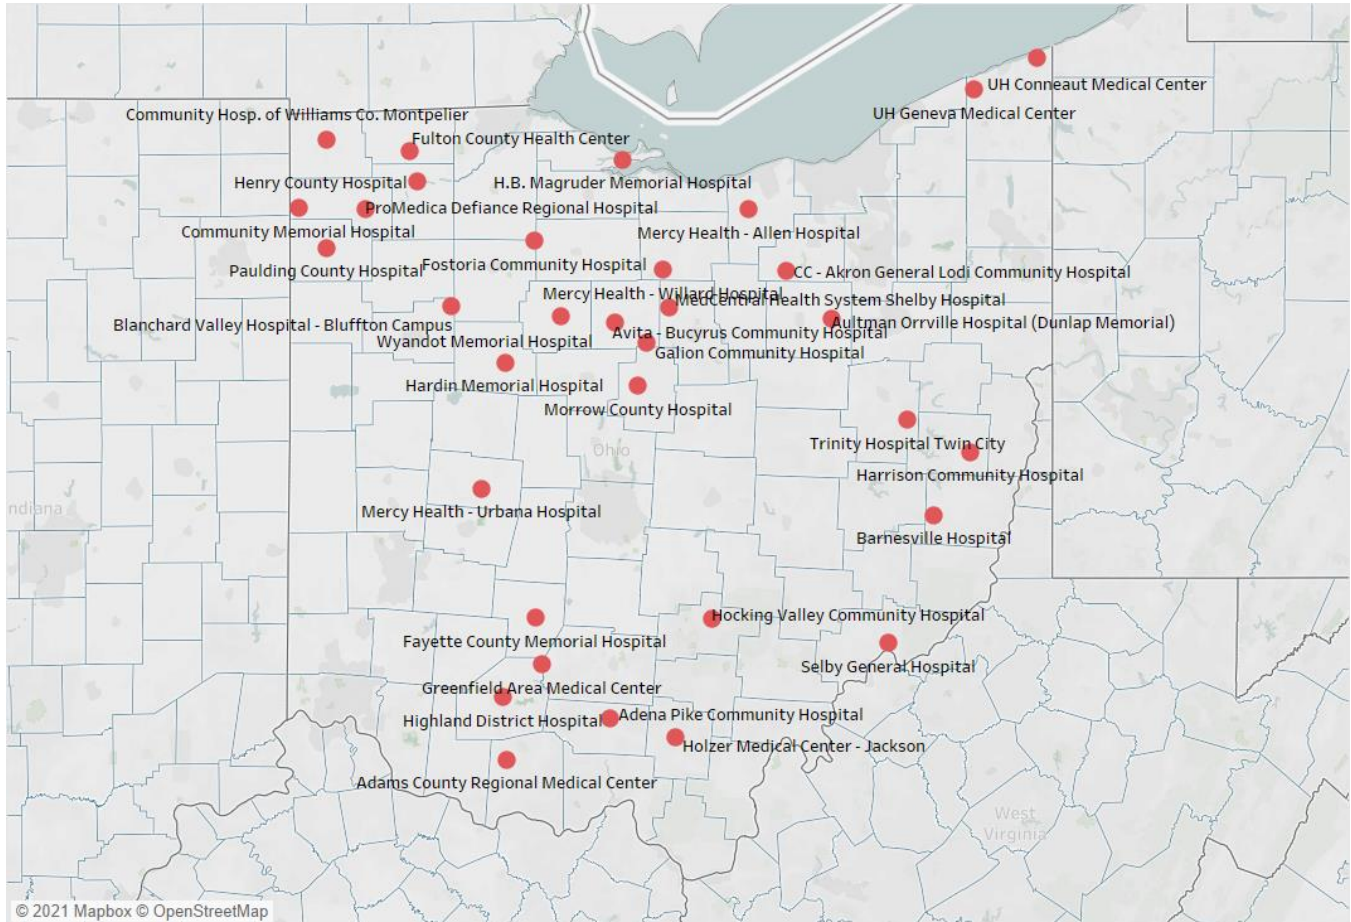 UH Conneaut Medical Center
UH Geneva Medical Center
Community Hosp. of Williams Co. Montpelier
Fulton County Health Center
Henry County Hospital
H.B. Magruder Memorial Hospital
ProMedica Defiance Regional Hospital
Community Memorial Hospital
Mercy Health - Allen Hospital
Paulding County Hospital
Fostoria Community Hospital
CC - Akron General Lodi Community Hospital
Mercy Health - Willard Hospital
MedCentral Health System Shelby Hospital
Blanchard Valley Hospital - Bluffton Campus
Aultman Orrville Hospital (Dunlap Memorial)
Avita - Bucyrus Community Hospital
Wyandot Memorial Hospital
Galion Community Hospital
Hardin Memorial Hospital
Morrow County Hospital
Trinity Hospital Twin City
Ohio
Harrison Community Hospital
ndiana
Mercy Health - Urbana Hospital
Barnesville Hospital
Hocking Valley Community Hospital
Fayette County Memorial Hospital
Selby General Hospital
Greenfield Area Medical Center
Highland District Hospital
Adena Pike Community Hospital
Holzer Medical Center - Jackson
Adams County Regional Medical Center
West
Virginia
© 2021 Mapbox © OpenStreetMap